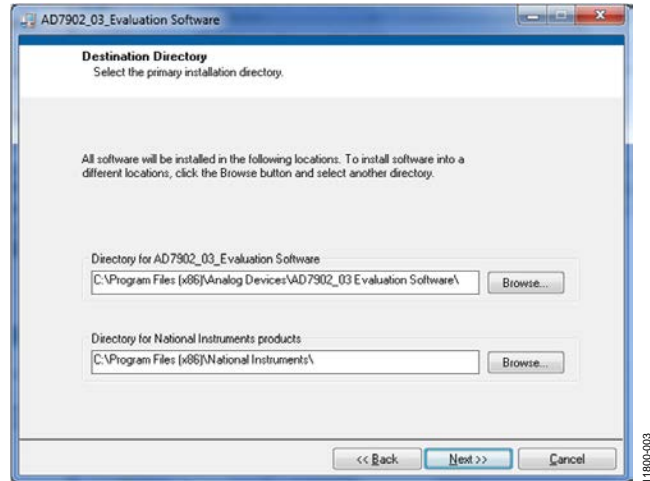 AD7902_03_Evaluation Software
Destination Directory
Select the primary installation directory.
All software will be installed in the following locations. To install software into a
different locations, click the Browse button and select another directory.
Directory for AD7902_03_Evaluation Software
C:\Program Files (x86)\Analog Devices\AD7902_03 Evaluation Software\
Browse...
Directory for National Instruments products
C:\Program Files (x86)\National Instruments\
Browse...
<< Back
Next >>
Cancel
11800-003